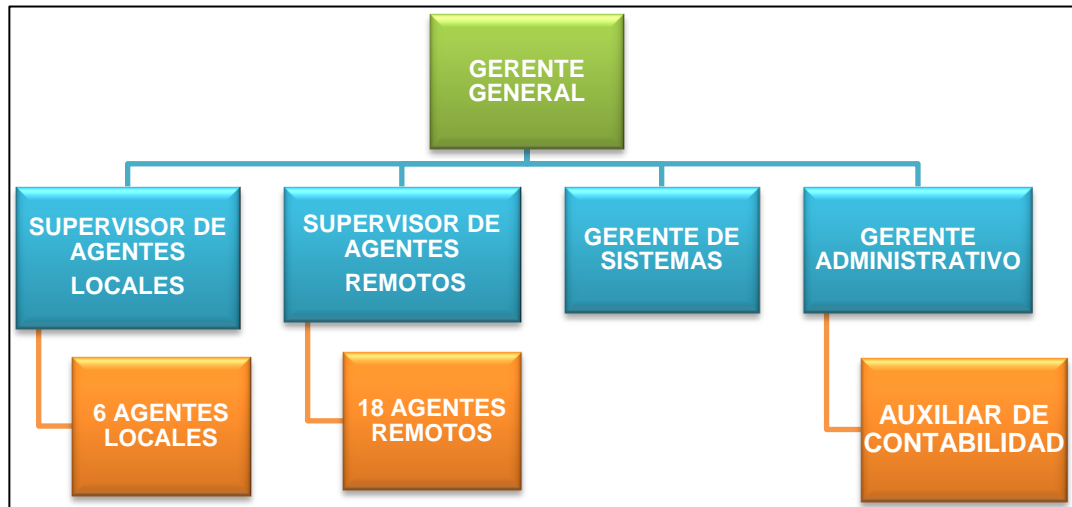 GERENTE
GENERAL
SUPERVISOR DE
AGENTES
LOCALES
SUPERVISOR DE
AGENTES
REMOTOS
GERENTE DE
SISTEMAS
GERENTE
ADMINISTRATIVO
6 AGENTES
LOCALES
18 AGENTES
REMOTOS
AUXILIAR DE
CONTABILIDAD